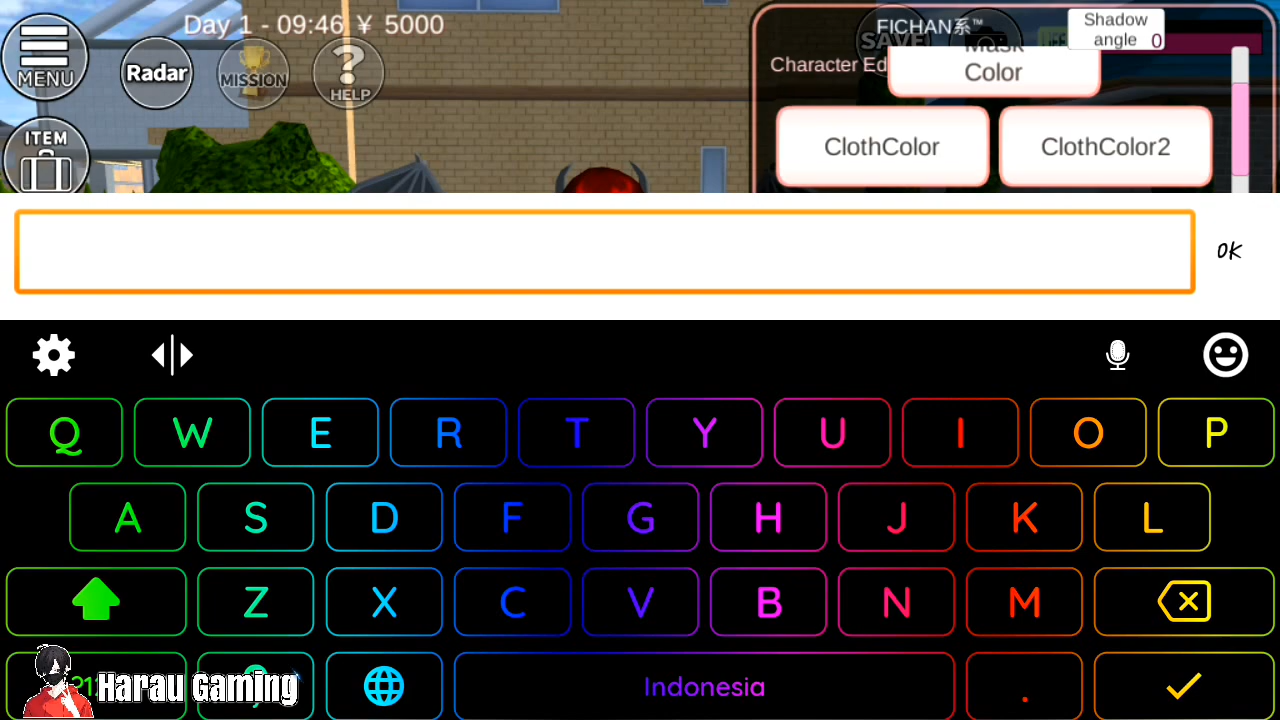 Day 1 - 09:46 ¥ 5000
FICHAN系™
Shadow
angle 0
MENU
Radar
MISSION
?
HELP
SAVE
Character Ed
Mask
Color
ITEM
ClothColor
ClothColor2
OK
Q W E R T Y U I O P
A S D F G H J K L
Z X C V B N M
Harau Gaming
Indonesia
.